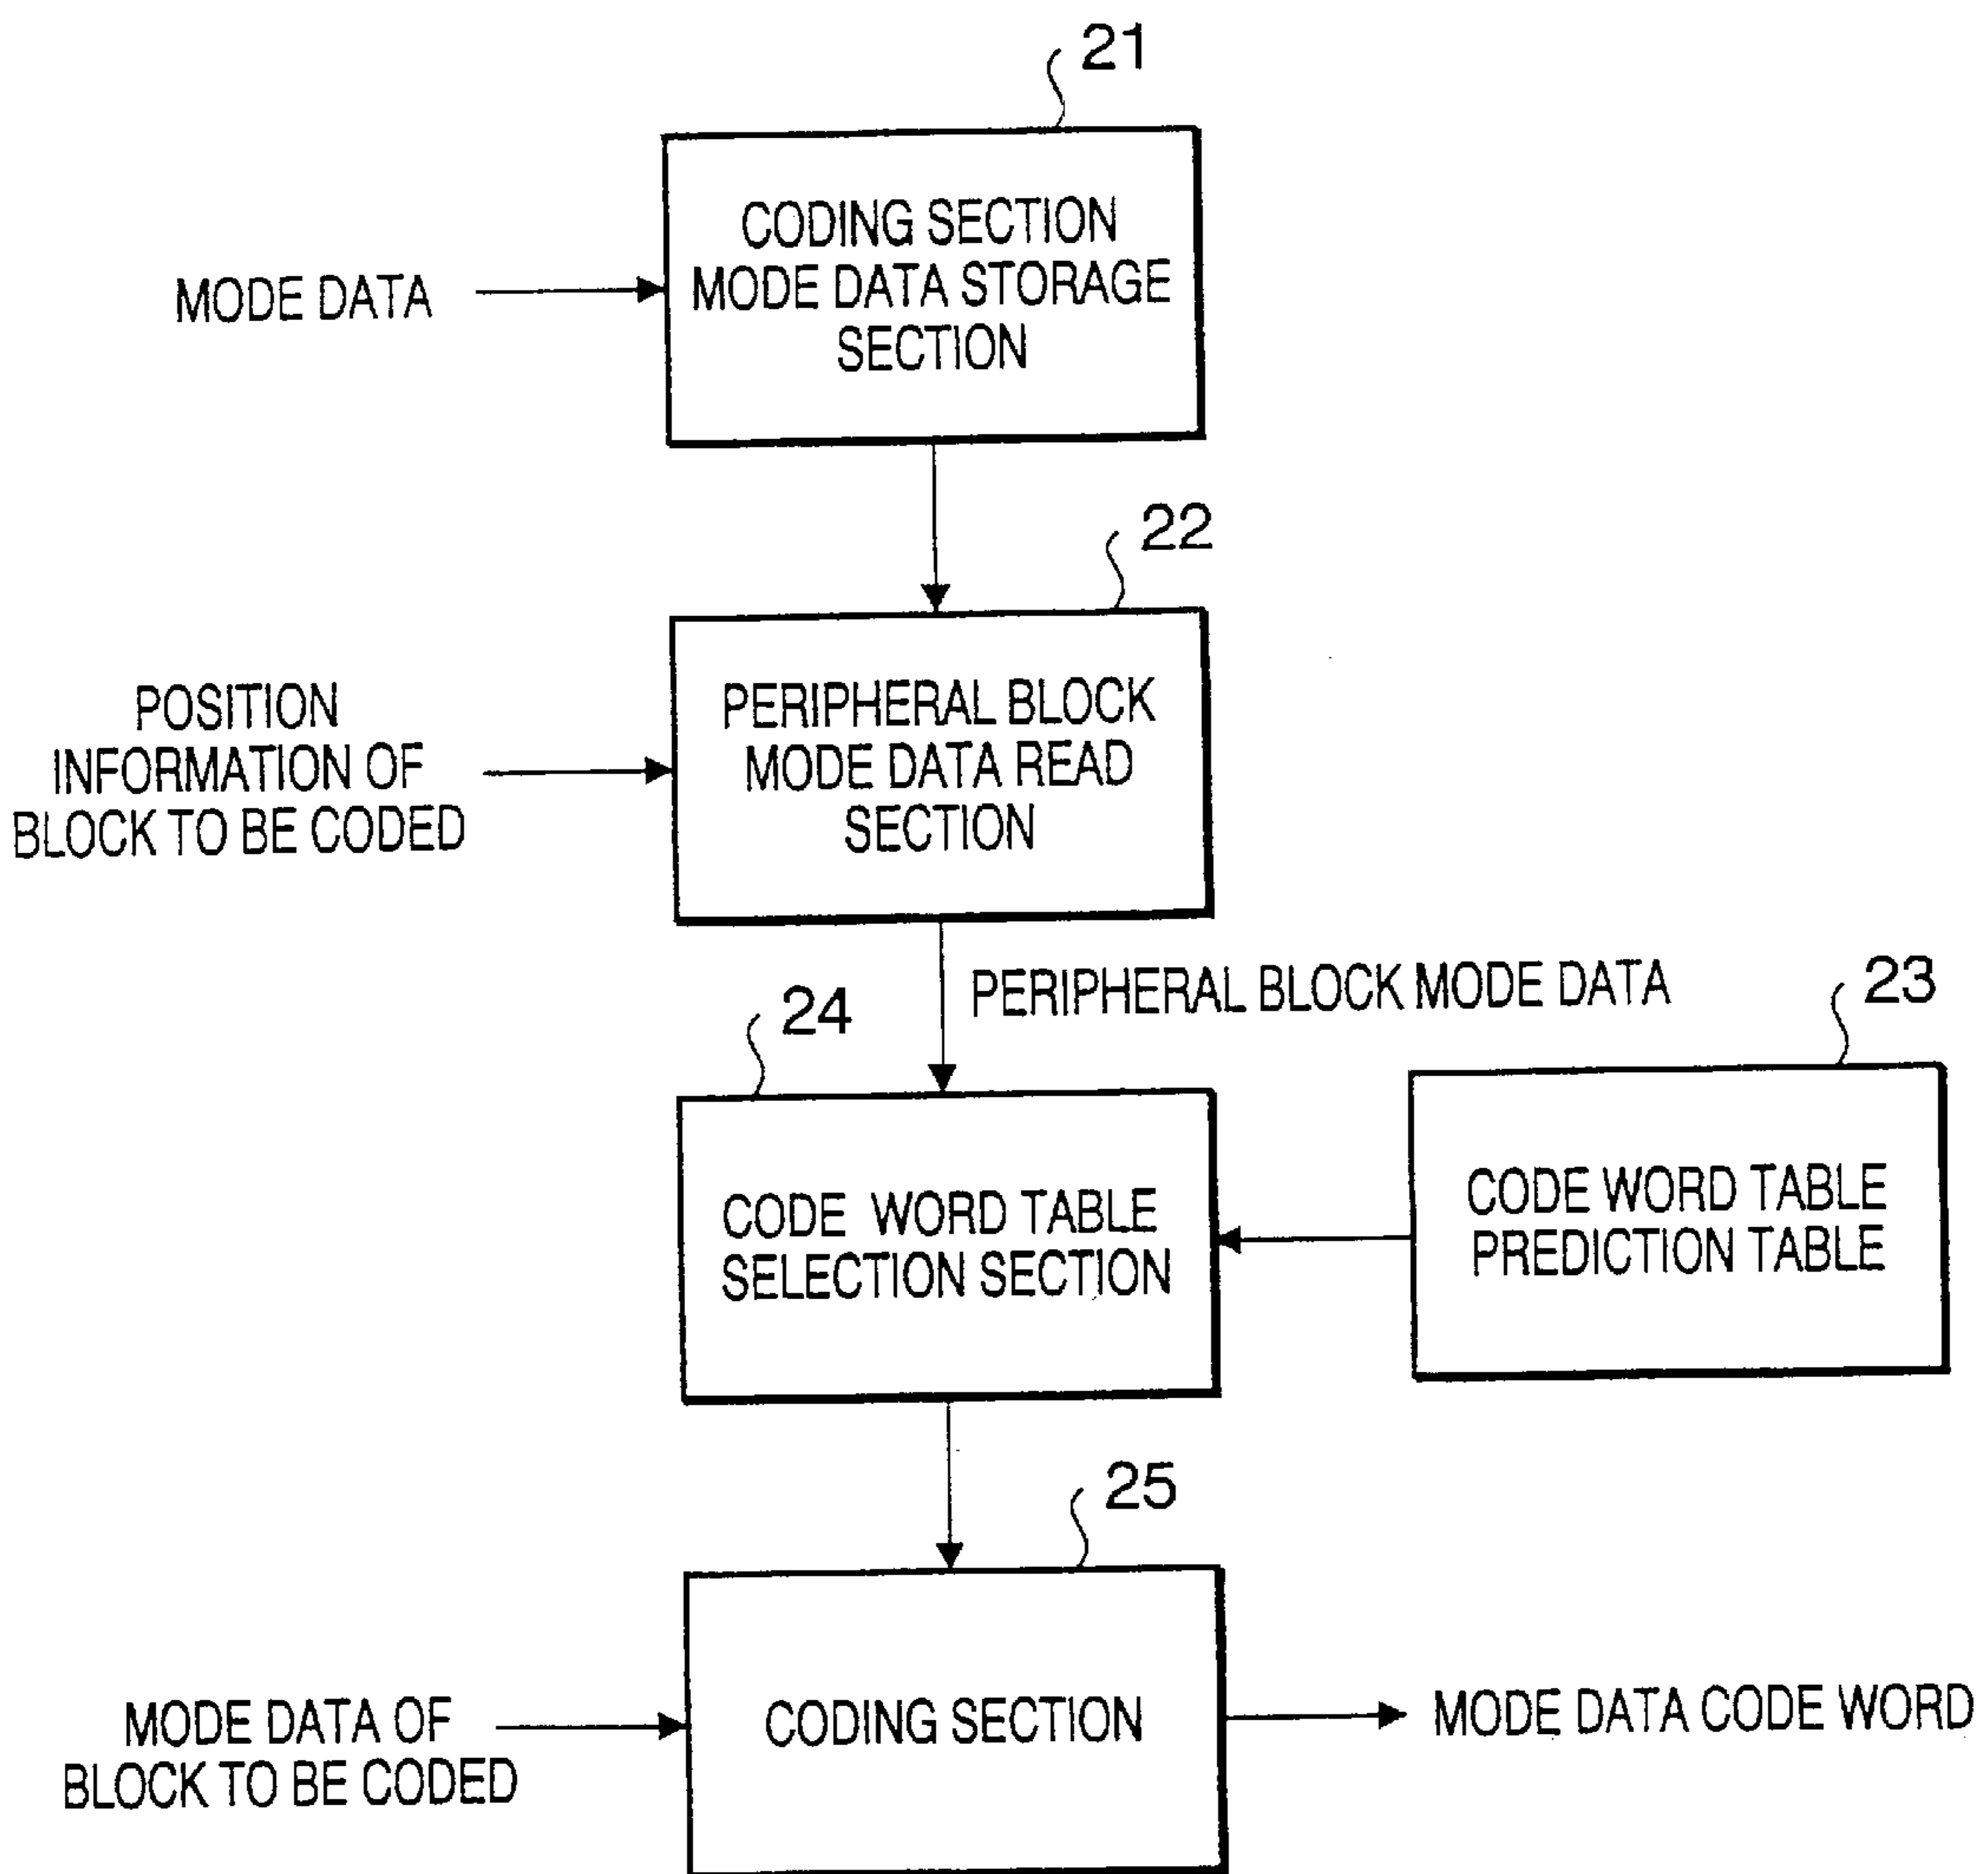 21
CODING SECTION
MODE DATA STORAGE
SECTION
MODE DATA
22
PERIPHERAL BLOCK
MODE DATA READ
SECTION
POSITION
INFORMATION OF
BLOCK TO BE CODED
PERIPHERAL BLOCK MODE DATA
23
24
CODE WORD TABLE
SELECTION SECTION
CODE WORD TABLE
PREDICTION TABLE
25
CODING SECTION
MODE DATA OF
BLOCK TO BE CODED
MODE DATA CODE WORD